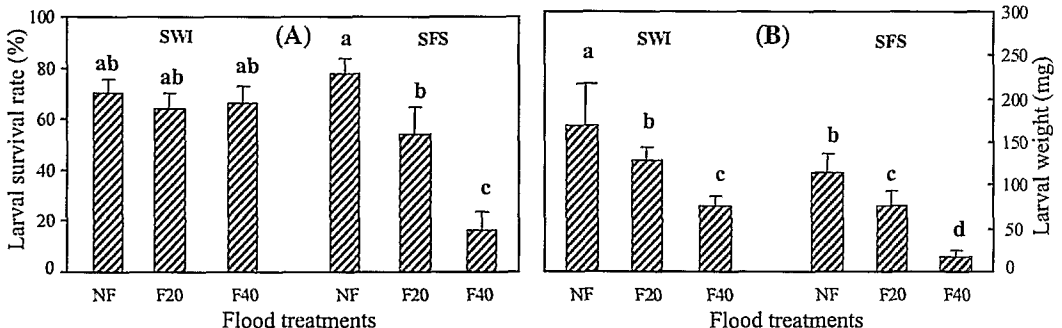 Larval survival rate (%)
100
80
60
40
20
0
SWI
(A)
SFS
ab
ab
ab
a
b
c
NF
F20
F40
NF
F20
F40
Flood treatments
SWI
(B)
SFS
a
b
c
b
c
d
NF
F20
F40
NF
F20
F40
Flood treatments
300
250
200
150
100
50
0
Larval weight (mg)